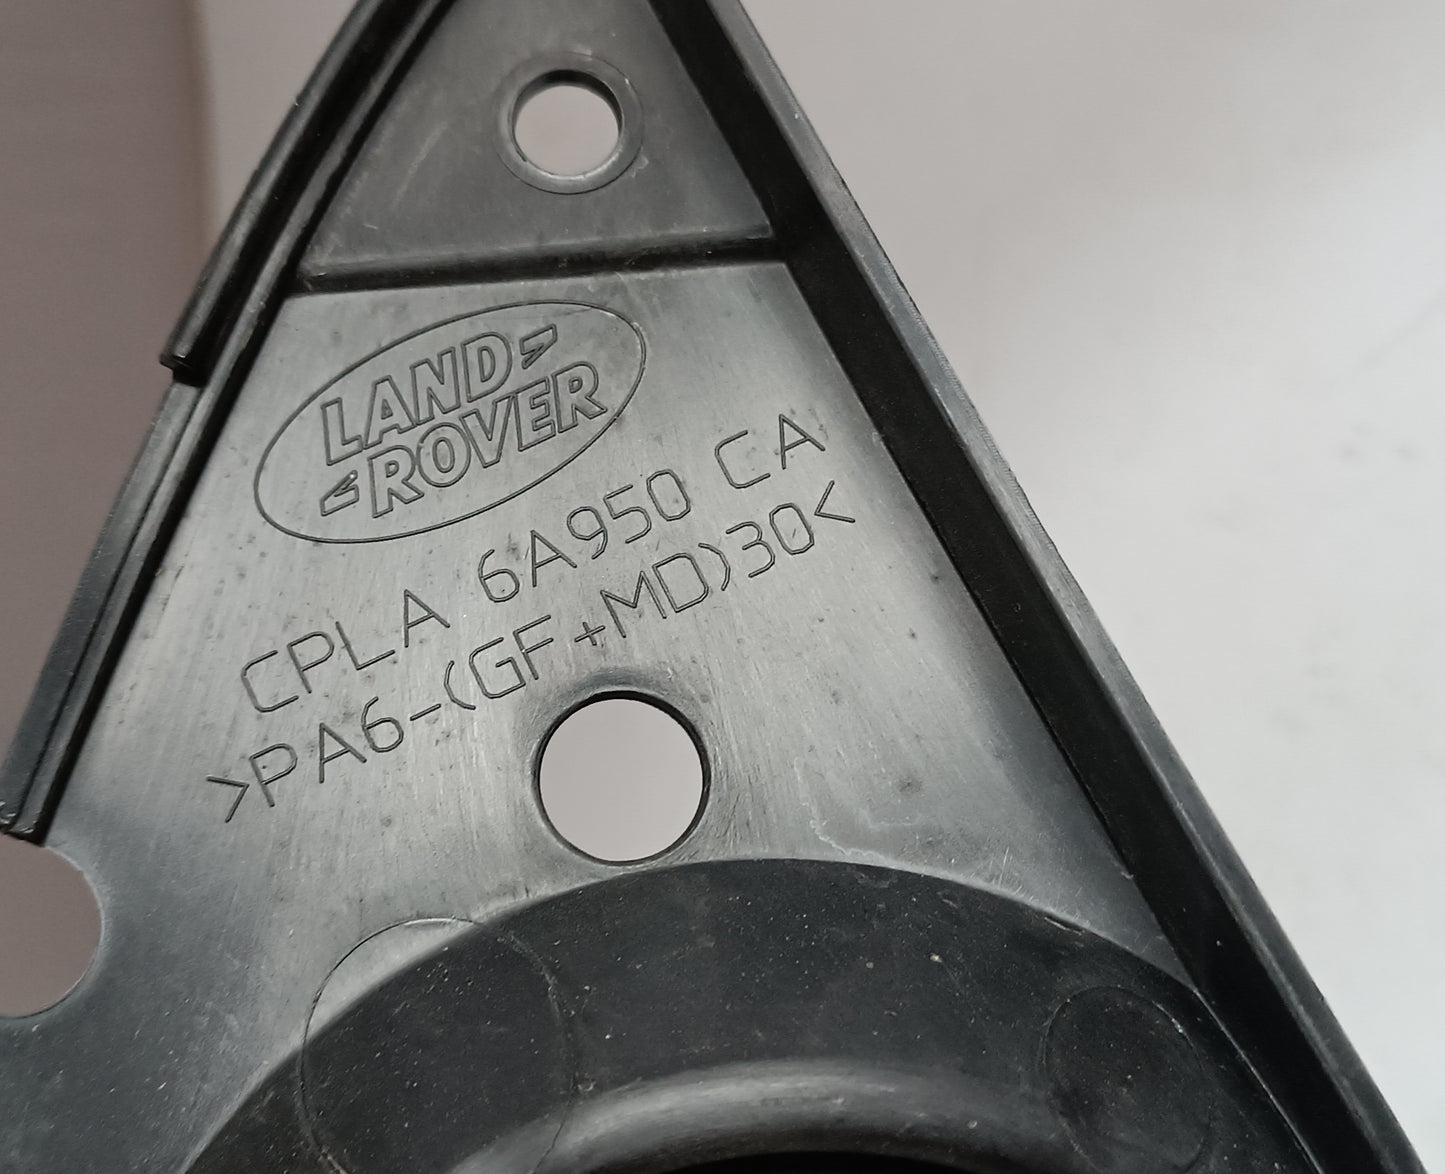 LAND
ROVER
CPLA 6A950 CA
>PA6-(GF+MD)30<